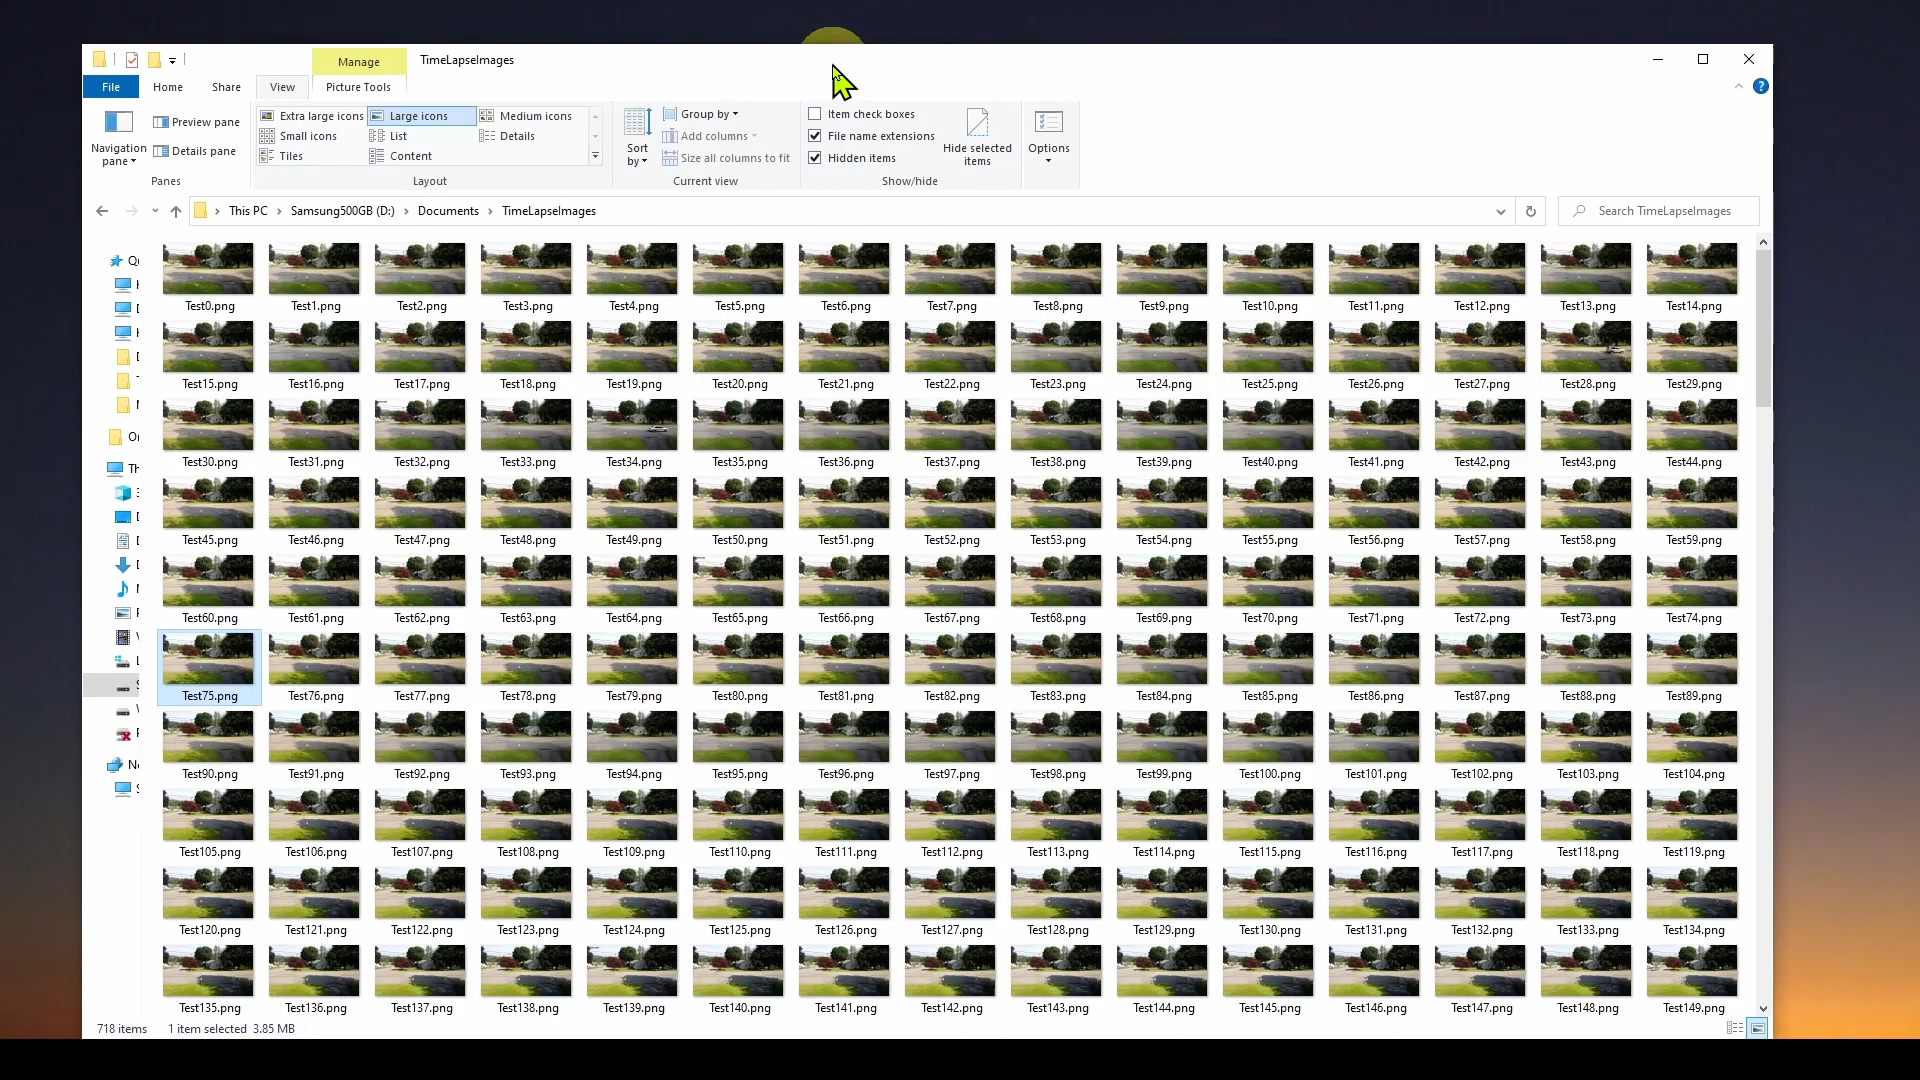 Manage
TimeLapseImages
File
Home
Share
View
Picture Tools
Navigation pane
Preview pane
Details pane
Panes
Extra large icons
Large icons
Medium icons
Small icons
List
Details
Tiles
Content
Layout
Sort by
Group by
Add columns
Size all columns to fit
Current view
Item check boxes
File name extensions
Hidden items
Hide selected items
Show/hide
Options
This PC > Samsung500GB (D:) > Documents > TimeLapseImages
Search TimeLapseImages
Test0.png Test1.png Test2.png Test3.png Test4.png Test5.png Test6.png Test7.png Test8.png Test9.png Test10.png Test11.png Test12.png Test13.png Test14.png
Test15.png Test16.png Test17.png Test18.png Test19.png Test20.png Test21.png Test22.png Test23.png Test24.png Test25.png Test26.png Test27.png Test28.png Test29.png
Test30.png Test31.png Test32.png Test33.png Test34.png Test35.png Test36.png Test37.png Test38.png Test39.png Test40.png Test41.png Test42.png Test43.png Test44.png
Test45.png Test46.png Test47.png Test48.png Test49.png Test50.png Test51.png Test52.png Test53.png Test54.png Test55.png Test56.png Test57.png Test58.png Test59.png
Test60.png Test61.png Test62.png Test63.png Test64.png Test65.png Test66.png Test67.png Test68.png Test69.png Test70.png Test71.png Test72.png Test73.png Test74.png
Test75.png Test76.png Test77.png Test78.png Test79.png Test80.png Test81.png Test82.png Test83.png Test84.png Test85.png Test86.png Test87.png Test88.png Test89.png
Test90.png Test91.png Test92.png Test93.png Test94.png Test95.png Test96.png Test97.png Test98.png Test99.png Test100.png Test101.png Test102.png Test103.png Test104.png
Test105.png Test106.png Test107.png Test108.png Test109.png Test110.png Test111.png Test112.png Test113.png Test114.png Test115.png Test116.png Test117.png Test118.png Test119.png
Test120.png Test121.png Test122.png Test123.png Test124.png Test125.png Test126.png Test127.png Test128.png Test129.png Test130.png Test131.png Test132.png Test133.png Test134.png
Test135.png Test136.png Test137.png Test138.png Test139.png Test140.png Test141.png Test142.png Test143.png Test144.png Test145.png Test146.png Test147.png Test148.png Test149.png
718 items
1 item selected 3.85 MB